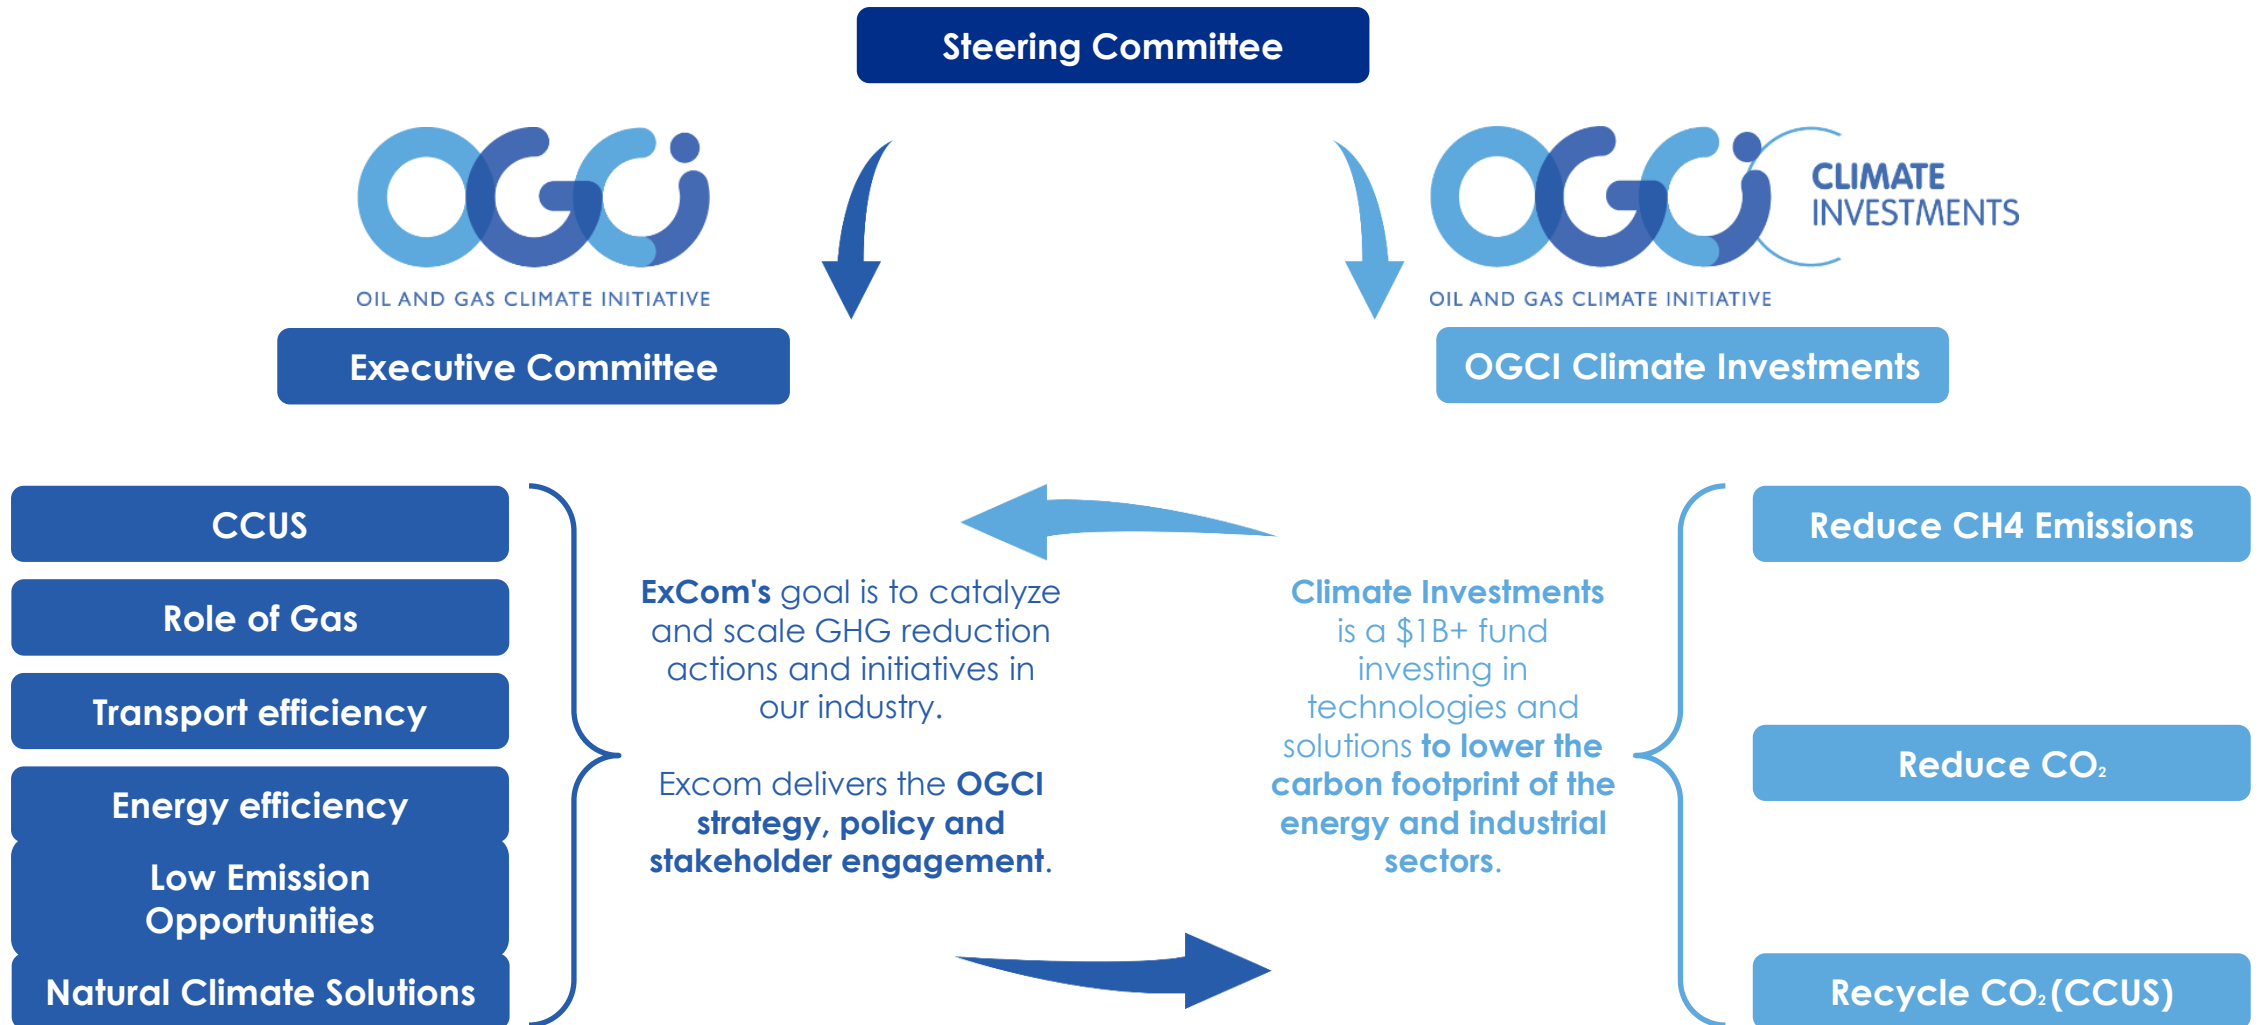 Steering Committee
OGCi
OIL AND GAS CLIMATE INITIATIVE
Executive Committee
OGCi
CLIMATE
INVESTMENTS
OIL AND GAS CLIMATE INITIATIVE
OGCI Climate Investments
CCUS
Role of Gas
Transport efficiency
Energy efficiency
Low Emission
Opportunities
Natural Climate Solutions
ExCom's goal is to catalyze
and scale GHG reduction
actions and initiatives in
our industry.
Excom delivers the OGCI
strategy, policy and
stakeholder engagement.
Climate Investments
is a $1B+ fund
investing in
technologies and
solutions to lower the
carbon footprint of the
energy and industrial
sectors.
Reduce CH4 Emissions
Reduce CO₂
Recycle CO₂ (CCUS)